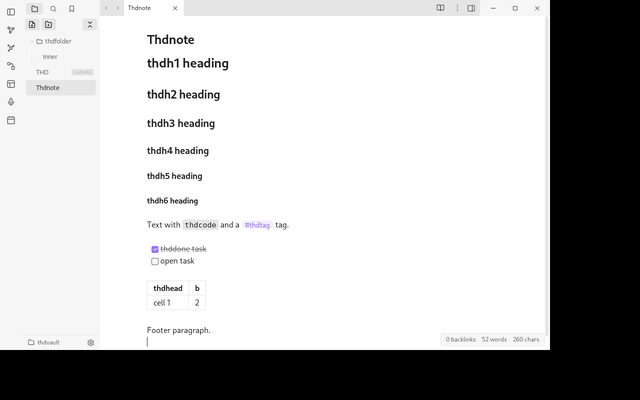 Thdnote
thdfolder
Inner
THD CANVAS
Thdnote
Thdnote
thdh1 heading
thdh2 heading
thdh3 heading
thdh4 heading
thdh5 heading
thdh6 heading
Text with thdcode and a #thdtag tag.
thddone task
open task
thdhead b
cell 1 2
Footer paragraph.
0 backlinks 52 words 260 chars
thdvault